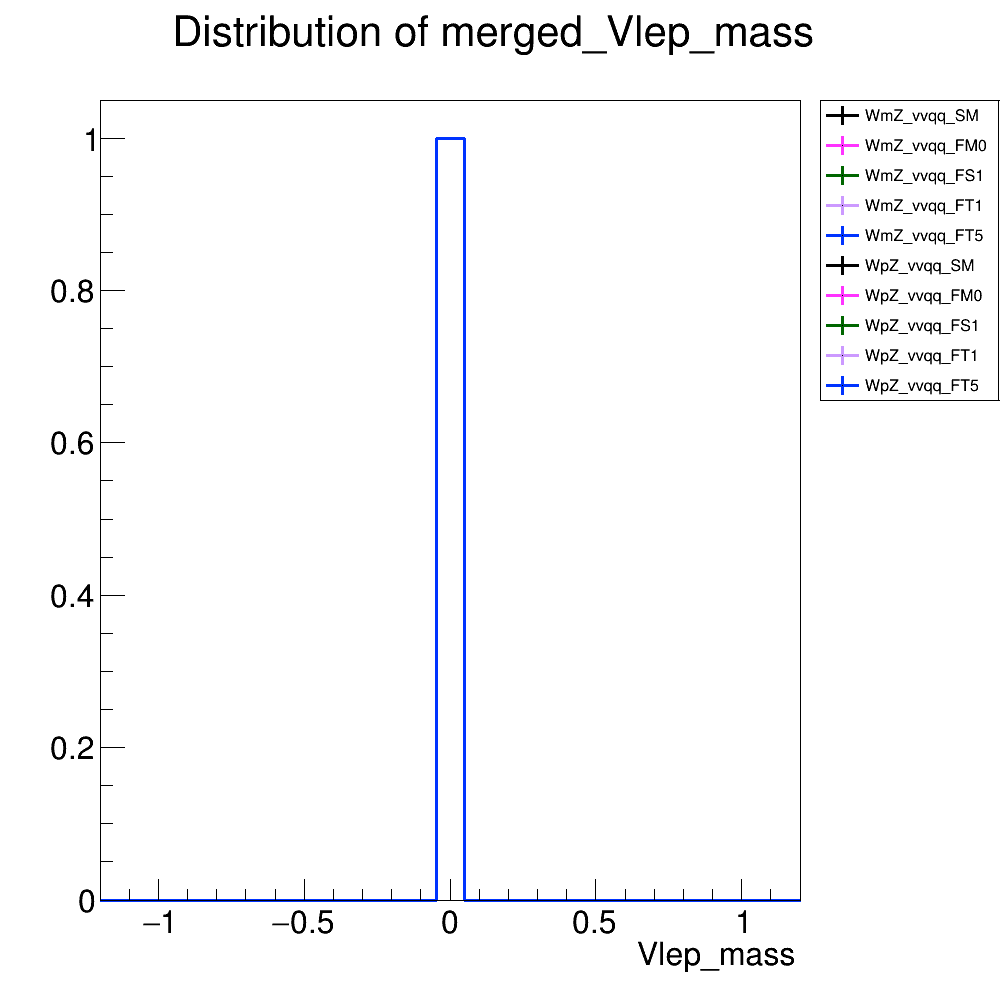 Distribution of merged_Vlep_mass
WmZ_vvqq_SM
WmZ_vvqq_FM0
WmZ_vvqq_FS1
WmZ_vvqq_FT1
WmZ_vvqq_FT5
WpZ_vvqq_SM
WpZ_vvqq_FM0
WpZ_vvqq_FS1
WpZ_vvqq_FT1
WpZ_vvqq_FT5
1
0.8
0.6
0.4
0.2
0
−1 −0.5 0 0.5 1
Vlep_mass